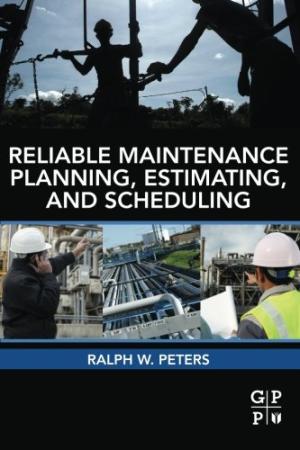 RELIABLE MAINTENANCE
PLANNING, ESTIMATING,
AND SCHEDULING
RALPH W. PETERS
G P
P